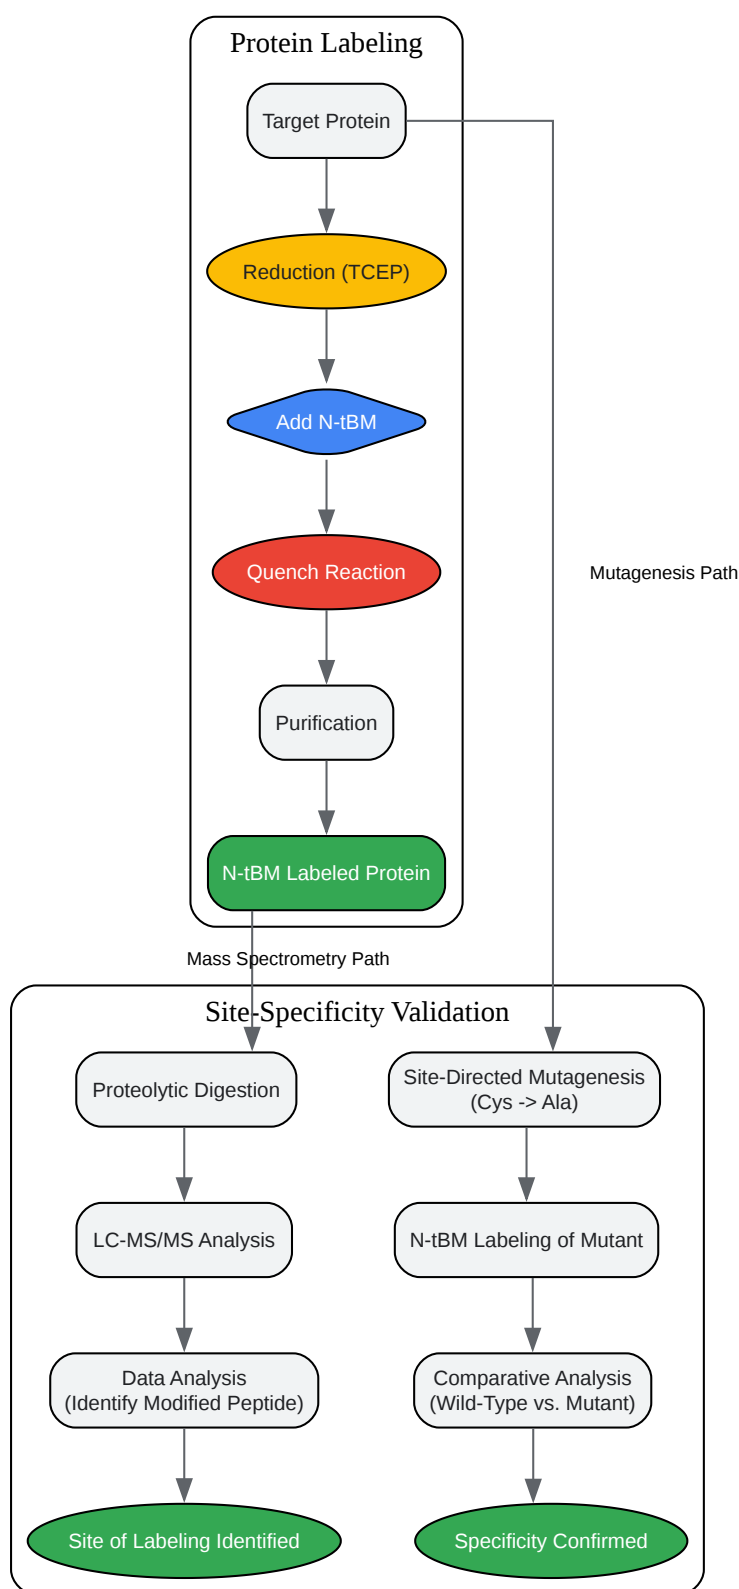 Protein Labeling
Target Protein
Reduction (TCEP)
Add N-tBM
Quench Reaction
Mutagenesis Path
Purification
N-tBM Labeled Protein
Mass Spectrometry Path
Site-Specificity Validation
Proteolytic Digestion
Site-Directed Mutagenesis
(Cys -> Ala)
LC-MS/MS Analysis
N-tBM Labeling of Mutant
Data Analysis
(Identify Modified Peptide)
Comparative Analysis
(Wild-Type vs. Mutant)
Site of Labeling Identified
Specificity Confirmed